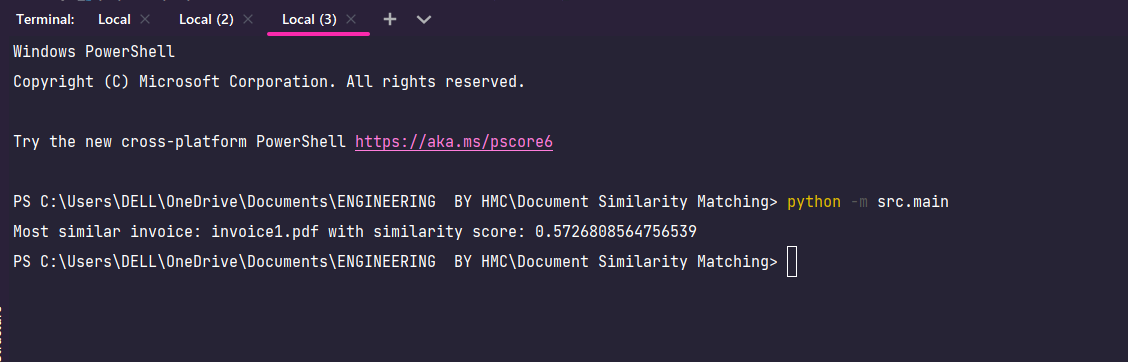 Terminal: Local Local (2) Local (3)
Windows PowerShell
Copyright (C) Microsoft Corporation. All rights reserved.
Try the new cross-platform PowerShell https://aka.ms/pscore6
PS C:\Users\DELL\OneDrive\Documents\ENGINEERING  BY HMC\Document Similarity Matching> python -m src.main
Most similar invoice: invoice1.pdf with similarity score: 0.5726808564756539
PS C:\Users\DELL\OneDrive\Documents\ENGINEERING  BY HMC\Document Similarity Matching>